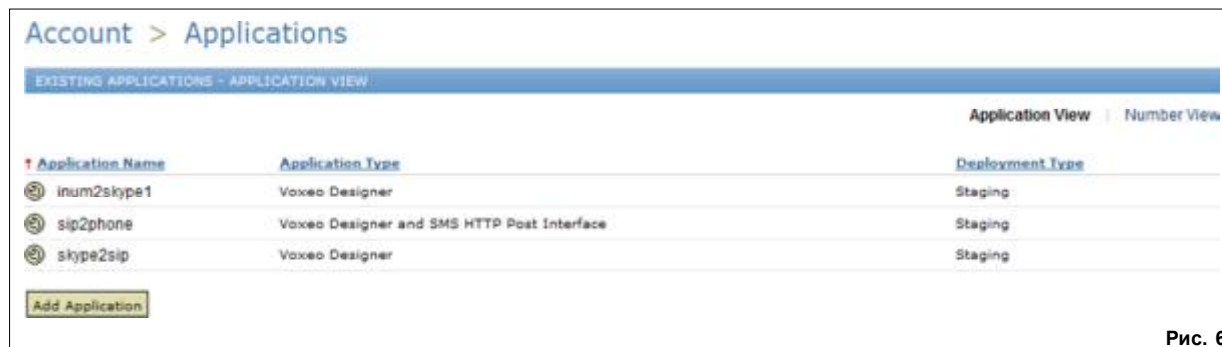 Account > Applications
EXISTING APPLICATIONS - APPLICATION VIEW
Application View | Number View
↑ Application Name Application Type Deployment Type
inum2skype1 Voxeo Designer Staging
sip2phone Voxeo Designer and SMS HTTP Post Interface Staging
skype2sip Voxeo Designer Staging
Add Application
Рис. 6